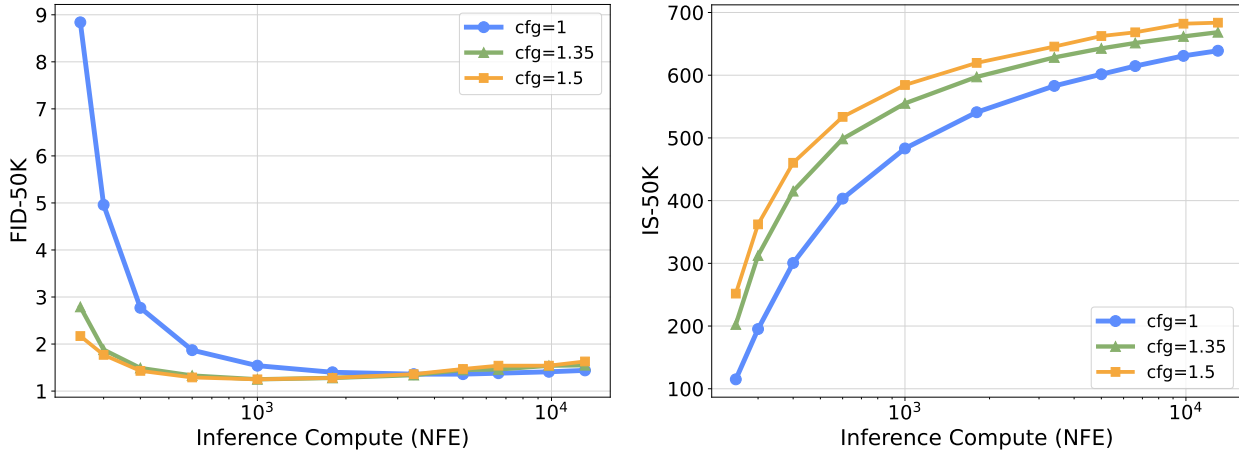 9
8
7
6
5
4
3
2
1
FID-50K
cfg=1
cfg=1.35
cfg=1.5
10³
10⁴
Inference Compute (NFE)
700
600
500
400
300
200
100
IS-50K
cfg=1
cfg=1.35
cfg=1.5
10³
10⁴
Inference Compute (NFE)